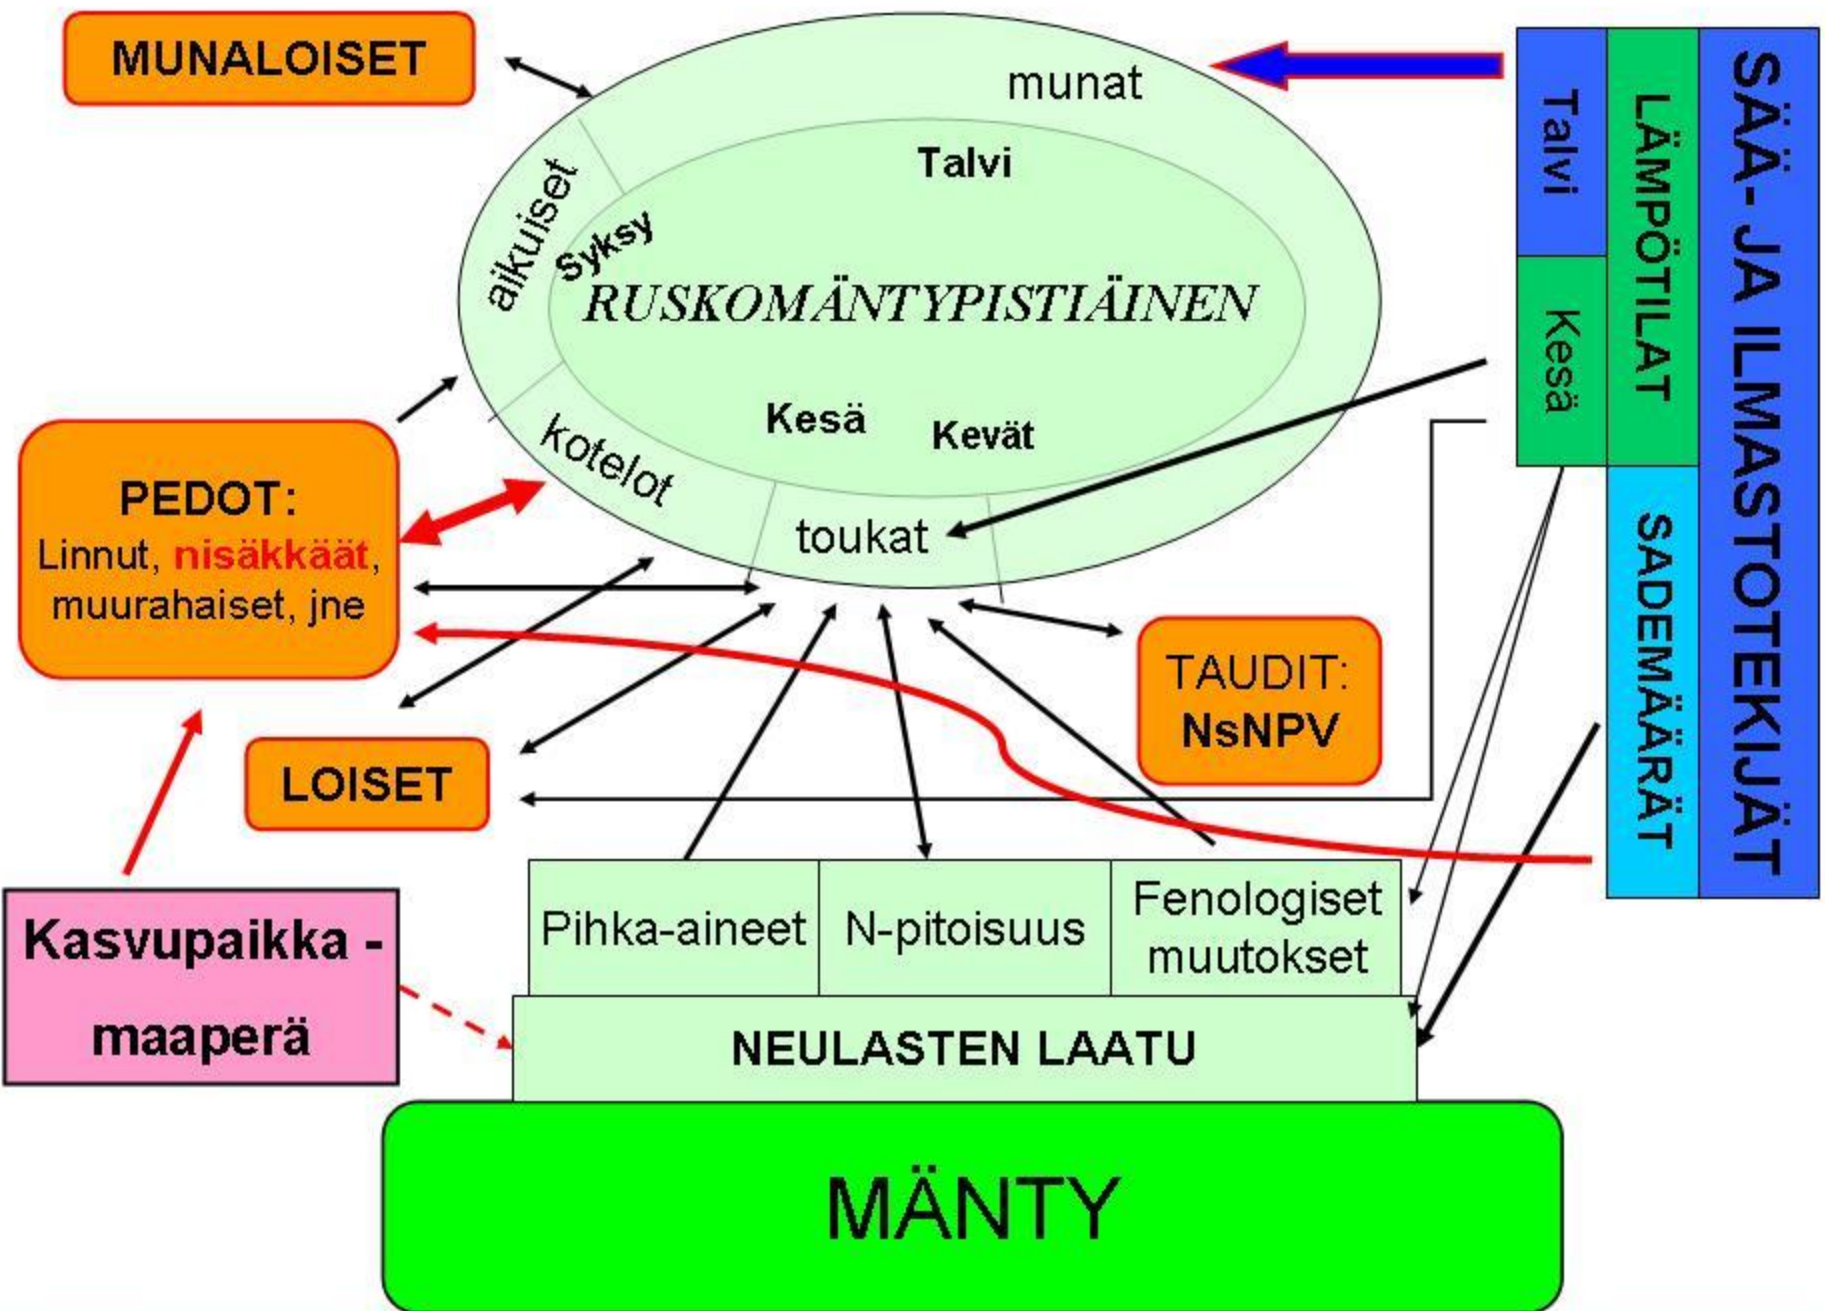 MUNALOISET
munat
Talvi
aikuiset
Syksy
RUSKOMÄNTYPISTIÄINEN
Kesä
Kevät
kotelot
toukat
Talvi
Kesä
LÄMPÖTILAT
SADEMÄÄRÄT
SÄÄ- JA ILMASTOTEKIJÄT
PEDOT:
Linnut, nisäkkäät,
muurahaiset, jne
LOISET
TAUDIT:
NsNPV
Kasvupaikka -
maaperä
Pihka-aineet
N-pitoisuus
Fenologiset
muutokset
NEULASTEN LAATU
MÄNTY